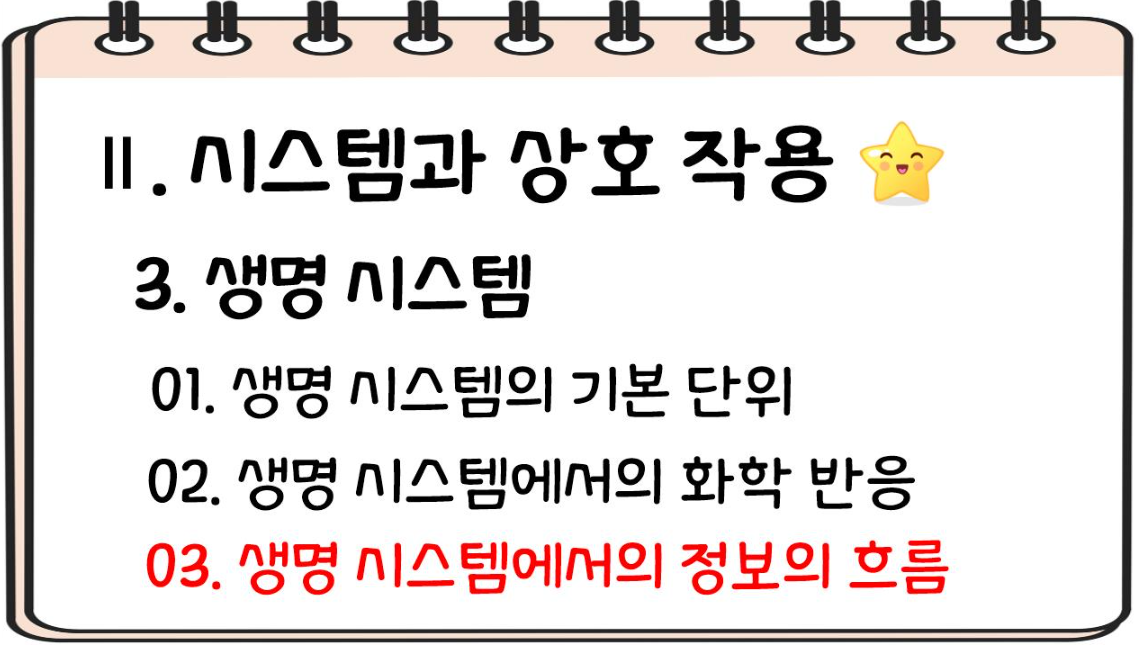 Ⅱ. 시스템과 상호 작용
3. 생명 시스템
01. 생명 시스템의 기본 단위
02. 생명 시스템에서의 화학 반응
03. 생명 시스템에서의 정보의 흐름